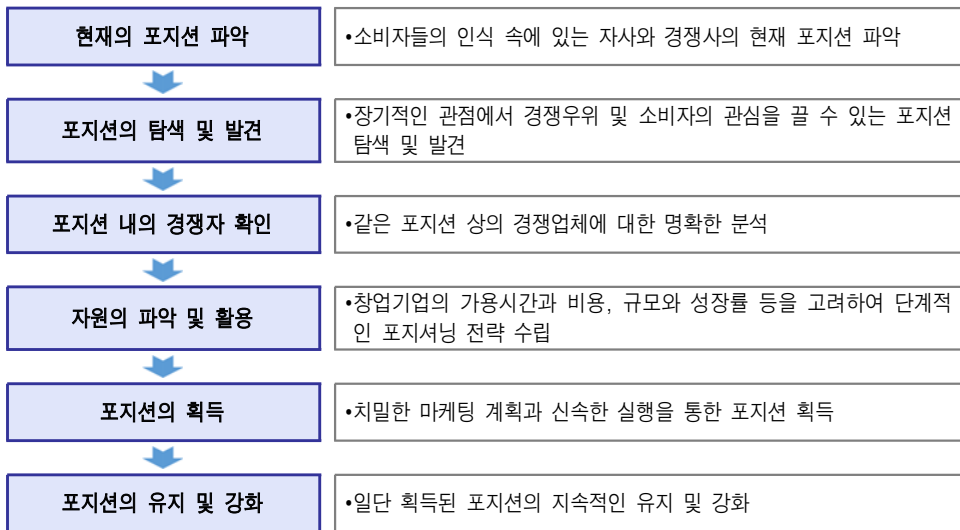 현재의 포지션 파악
•소비자들의 인식 속에 있는 자사와 경쟁사의 현재 포지션 파악
포지션의 탐색 및 발견
•장기적인 관점에서 경쟁우위 및 소비자의 관심을 끌 수 있는 포지션
탐색 및 발견
포지션 내의 경쟁자 확인
•같은 포지션 상의 경쟁업체에 대한 명확한 분석
자원의 파악 및 활용
•창업기업의 가용시간과 비용, 규모와 성장률 등을 고려하여 단계적
인 포지셔닝 전략 수립
포지션의 획득
•치밀한 마케팅 계획과 신속한 실행을 통한 포지션 획득
포지션의 유지 및 강화
•일단 획득된 포지션의 지속적인 유지 및 강화